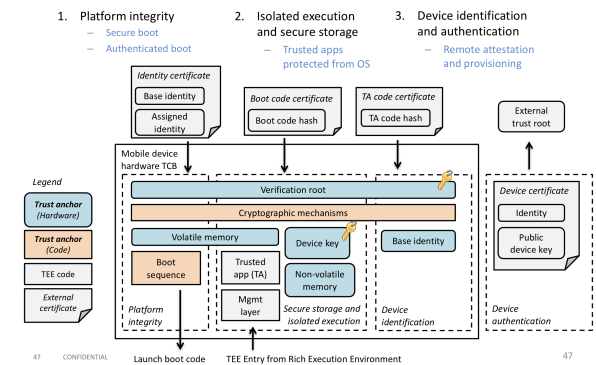 1. Platform integrity
– Secure boot
– Authenticated boot
2. Isolated execution
and secure storage
– Trusted apps
protected from OS
3. Device identification
and authentication
– Remote attestation
and provisioning
Identity certificate
Base identity
Assigned
identity
Boot code certificate
Boot code hash
TA code certificate
TA code hash
External
trust root
Mobile device
hardware TCB
Legend
Trust anchor
(Hardware)
Trust anchor
(Code)
TEE code
External
certificate
Verification root
Cryptographic mechanisms
Volatile memory
Device key
Base identity
Boot
sequence
Trusted
app (TA)
Non-volatile
memory
Mgmt
layer
Platform
integrity
Secure storage and
isolated execution
Device
identification
Device certificate
Identity
Public
device key
Device
authentication
47 CONFIDENTIAL
Launch boot code
TEE Entry from Rich Execution Environment
47